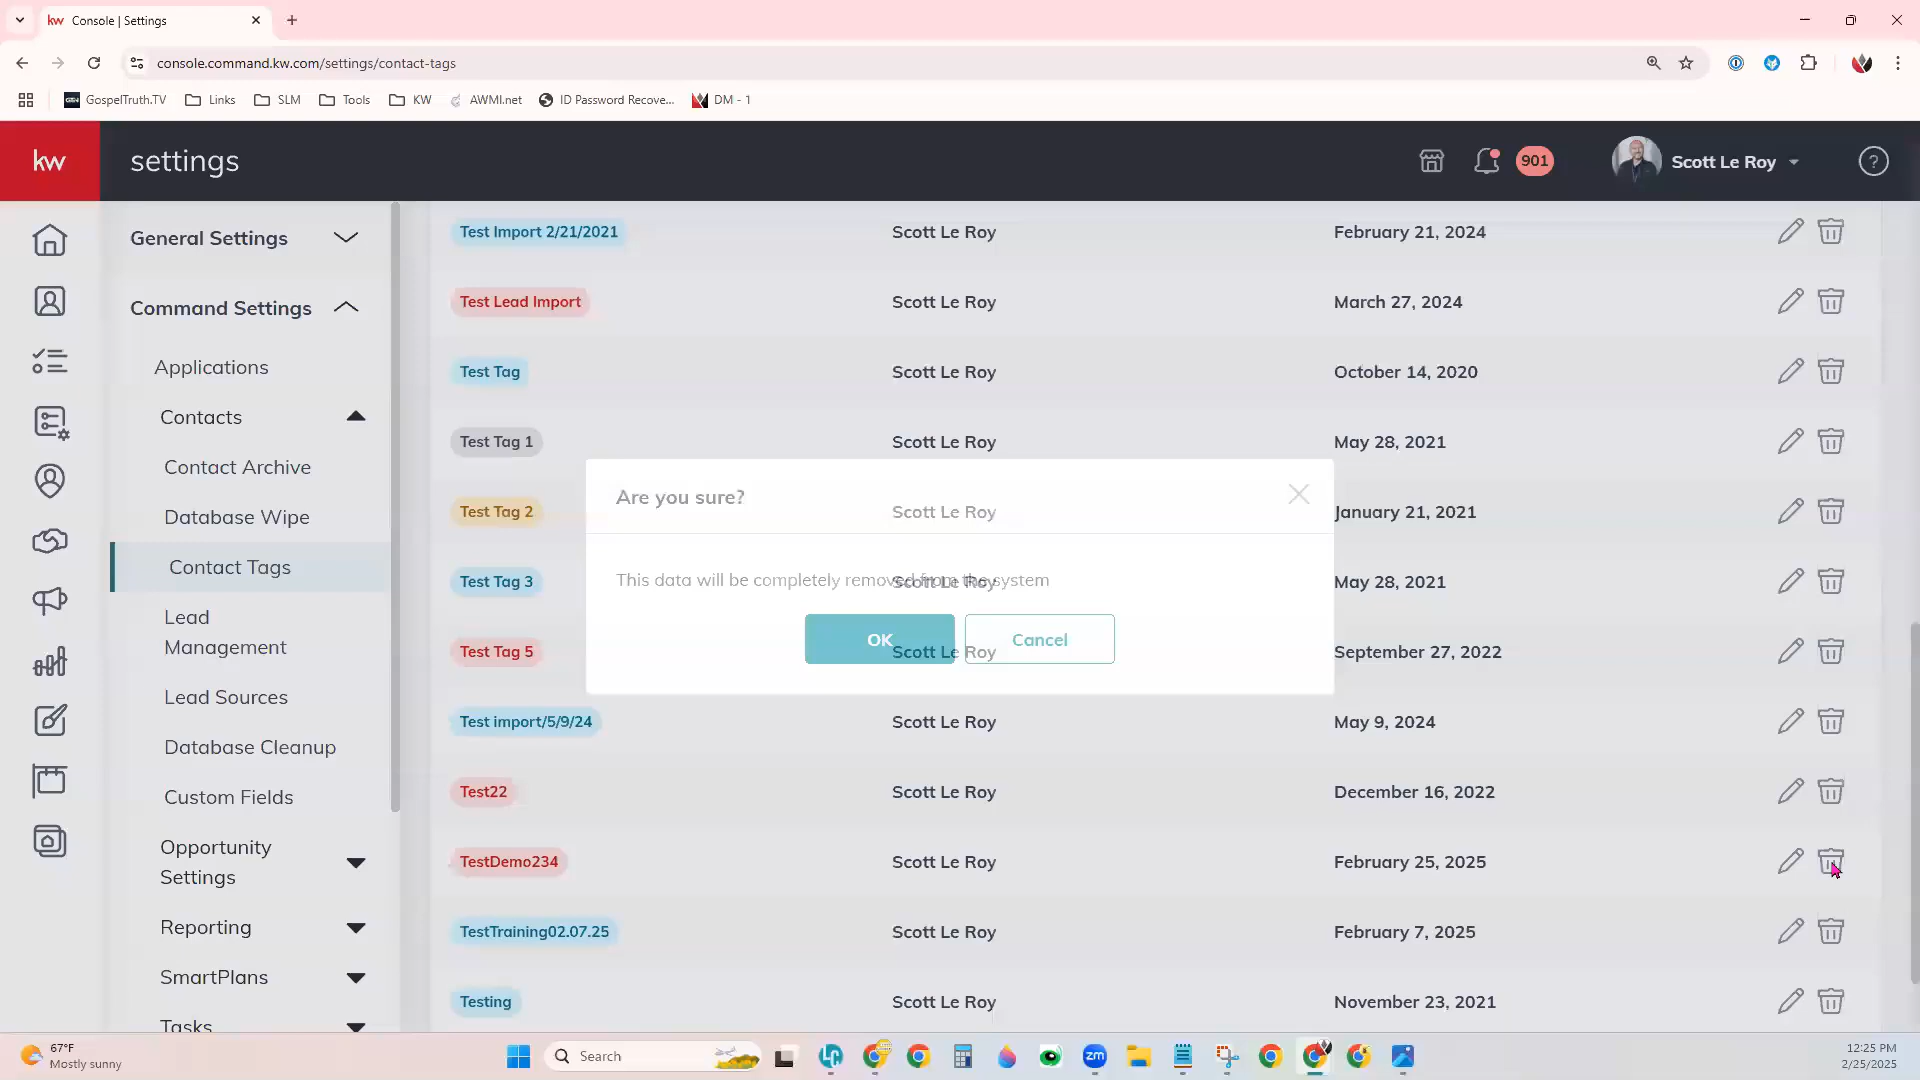 kw Console | Settings
console.command.kw.com/settings/contact-tags
GospelTruth.TV Links SLM Tools KW AWMI.net ID Password Recove... DM - 1
kw settings 901 Scott Le Roy ?
General Settings
Command Settings
Applications
Contacts
Contact Archive
Database Wipe
Contact Tags
Lead
Management
Lead Sources
Database Cleanup
Custom Fields
Opportunity
Settings
Reporting
SmartPlans
Tasks
Test Import 2/21/2021 Scott Le Roy February 21, 2024
Test Lead Import Scott Le Roy March 27, 2024
Test Tag Scott Le Roy October 14, 2020
Test Tag 1 Scott Le Roy May 28, 2021
Test Tag 2 Scott Le Roy January 21, 2021
Test Tag 3 Scott Le Roy May 28, 2021
Test Tag 5 Scott Le Roy September 27, 2022
Test import/5/9/24 Scott Le Roy May 9, 2024
Test22 Scott Le Roy December 16, 2022
TestDemo234 Scott Le Roy February 25, 2025
TestTraining02.07.25 Scott Le Roy February 7, 2025
Testing Scott Le Roy November 23, 2021
Are you sure?
This data will be completely removed from the system
OK Cancel
67°F
Mostly sunny
Search
LC
zm
12:25 PM
2/25/2025